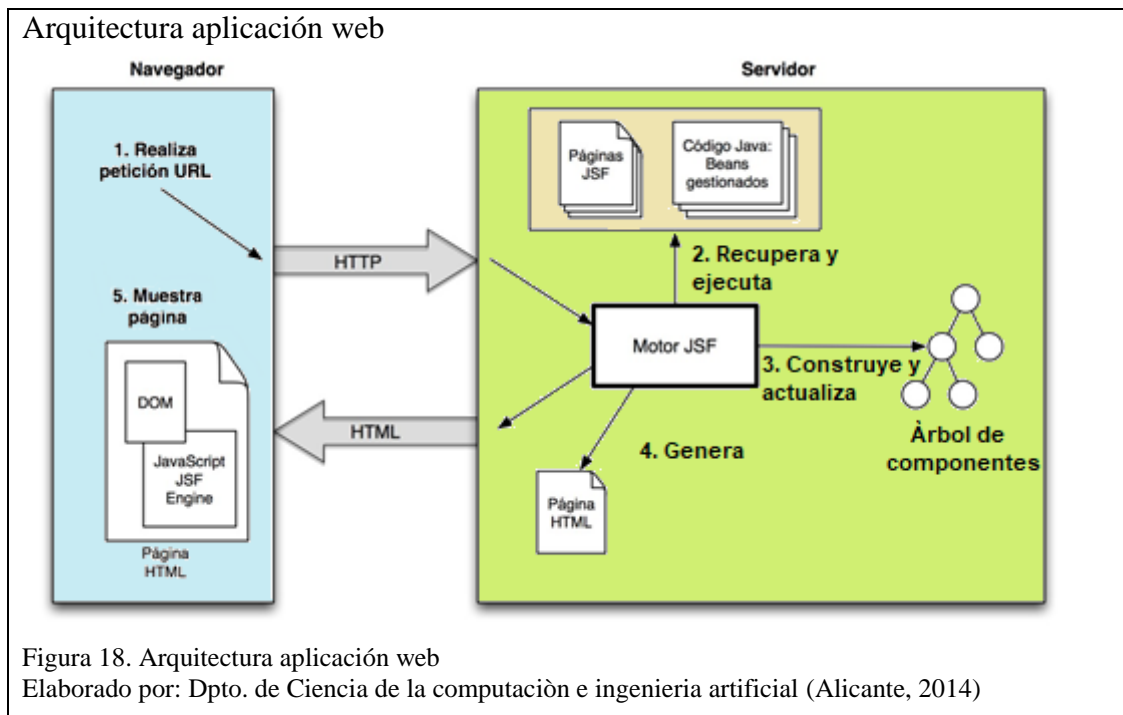 Arquitectura aplicación web
Navegador
Servidor
1. Realiza
petición URL
HTTP
5. Muestra
página
DOM
JavaScript
JSF
Engine
Página
HTML
HTML
Páginas
JSF
Código Java:
Beans
gestionados
2. Recupera y
ejecuta
Motor JSF
3. Construye y
actualiza
Àrbol de
componentes
4. Genera
Página
HTML
Figura 18. Arquitectura aplicación web
Elaborado por: Dpto. de Ciencia de la computaciòn e ingenieria artificial (Alicante, 2014)